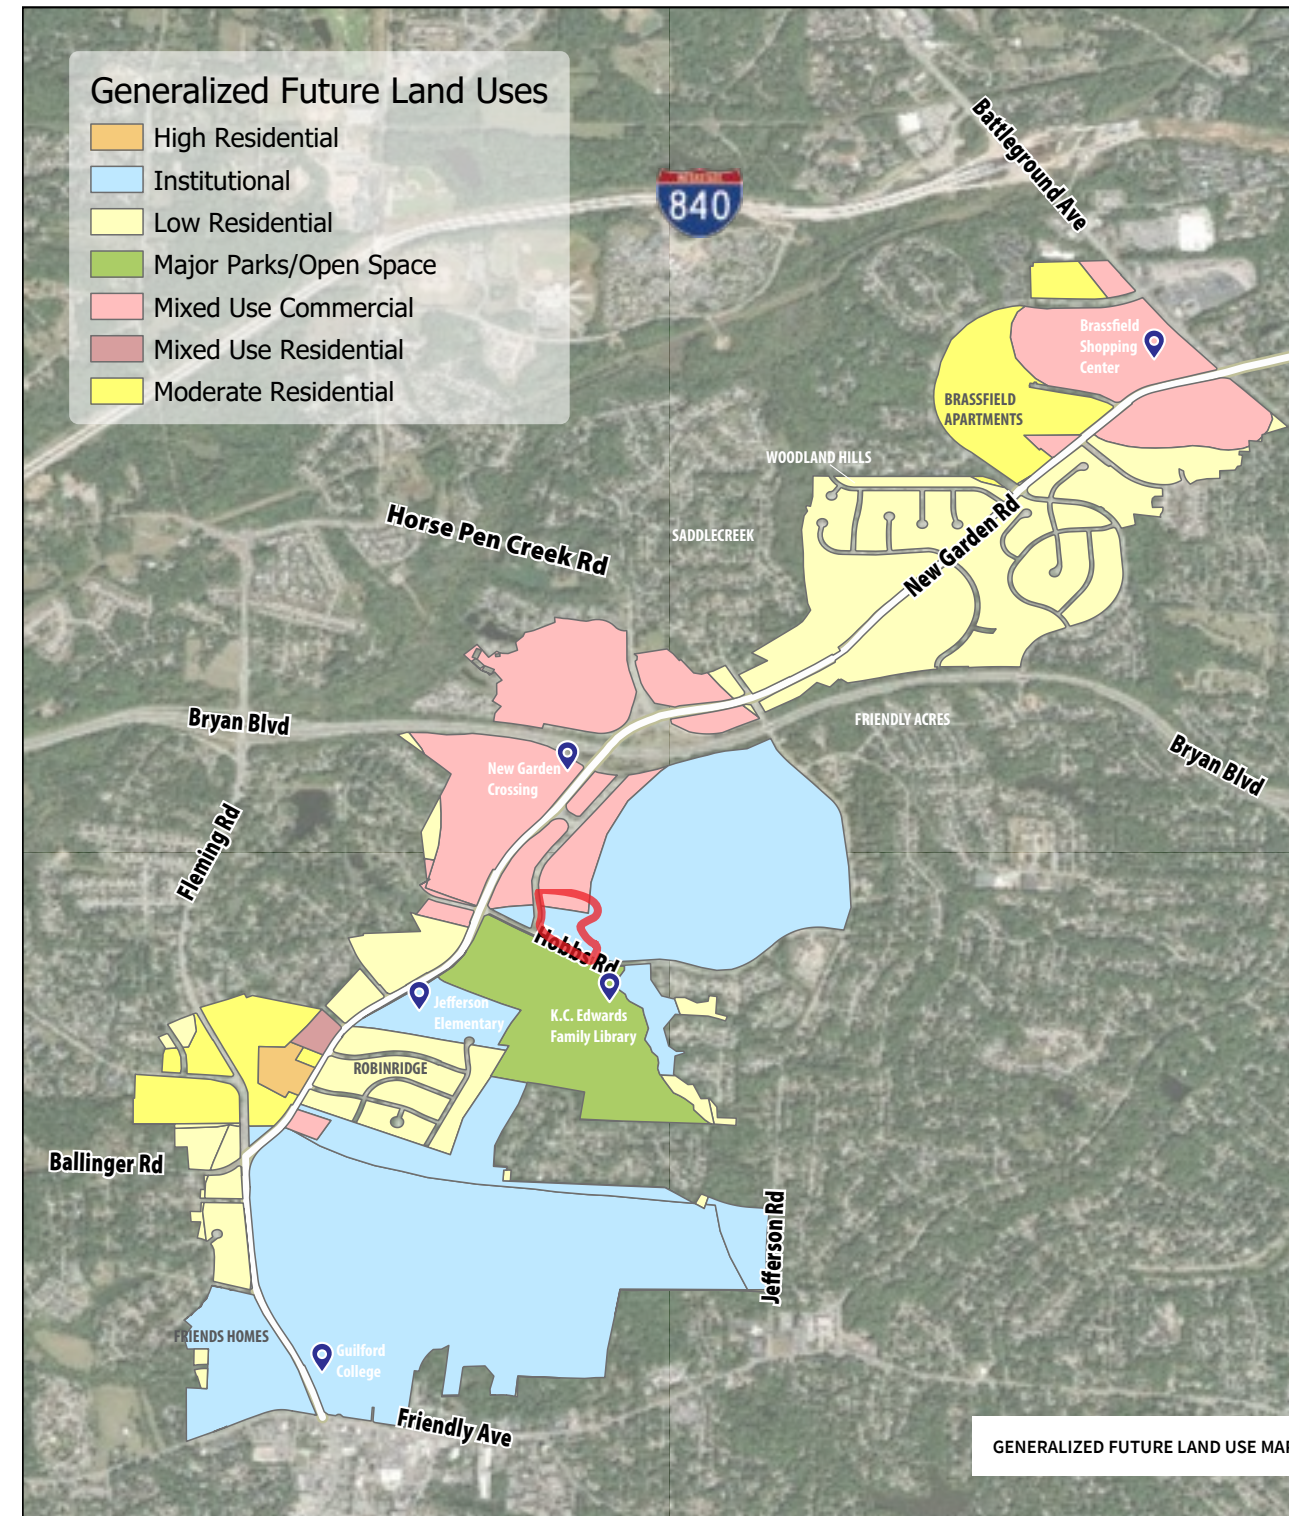 Generalized Future Land Uses
High Residential
Institutional
Low Residential
Major Parks/Open Space
Mixed Use Commercial
Mixed Use Residential
Moderate Residential
Battleground Ave
840
Brassfield
Shopping
Center
BRASSFIELD
APARTMENTS
WOODLAND HILLS
Horse Pen Creek Rd
SADDLECREEK
New Garden Rd
Bryan Blvd
FRIENDLY ACRES
Bryan Blvd
New Garden
Crossing
Fleming Rd
Hobbs Rd
Jefferson
Elementary
K.C. Edwards
Family Library
ROBINRIDGE
Ballinger Rd
Jefferson Rd
FRIENDS HOMES
Guilford
College
Friendly Ave
GENERALIZED FUTURE LAND USE MAP